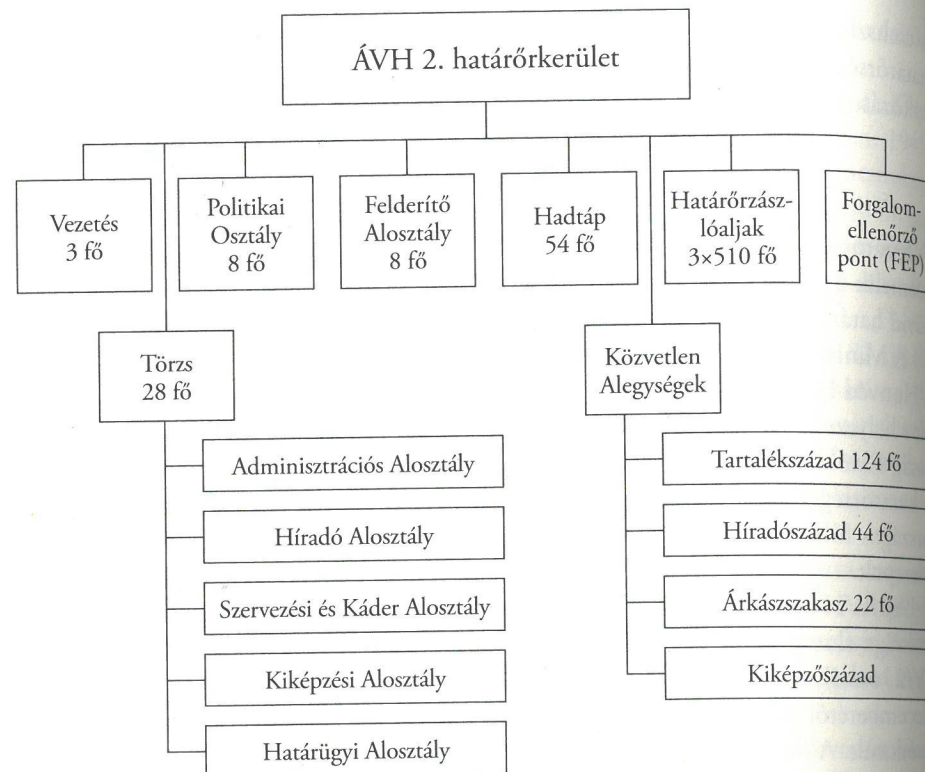 ÁVH 2. határőrkerület
Vezetés
3 fő
Politikai
Osztály
8 fő
Felderítő
Alosztály
8 fő
Hadtáp
54 fő
Határőrzász-
lóaljak
3×510 fő
Forgalom-
ellenőrző
pont (FEP)
Törzs
28 fő
Közvetlen
Alegységek
Adminisztrációs Alosztály
Híradó Alosztály
Szervezési és Káder Alosztály
Kiképzési Alosztály
Határügyi Alosztály
Tartalékszázad 124 fő
Híradószázad 44 fő
Árkászszakasz 22 fő
Kiképzőszázad